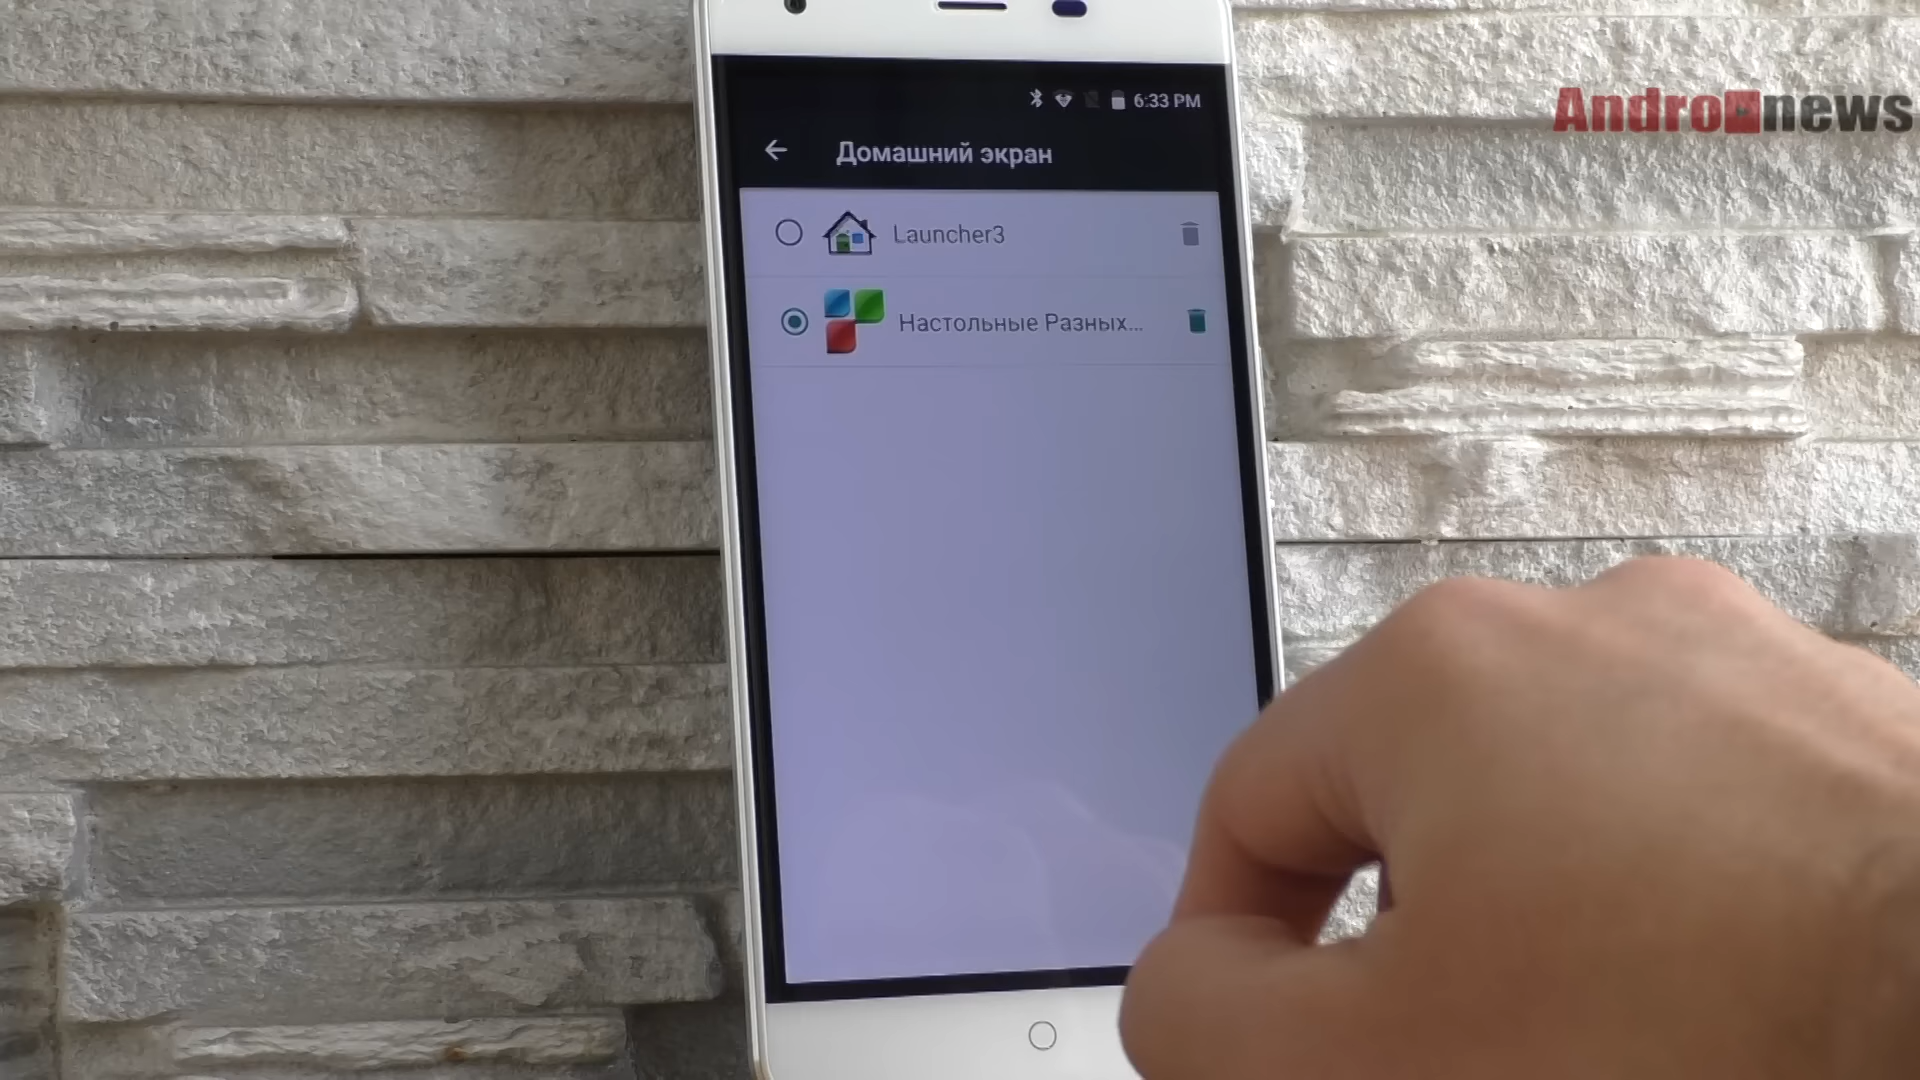 Andro news
6:33 PM
Домашний экран
Launcher3
Настольные Разных...